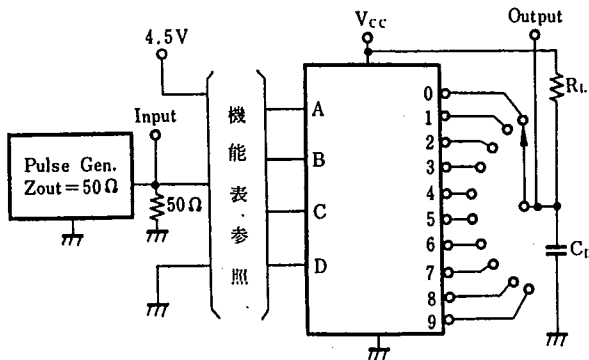 Output
VCC
4.5V
RL
Input
Pulse Gen.
Zout=50Ω
50Ω
機能表参照
A
B
C
D
0
1
2
3
4
5
6
7
8
9